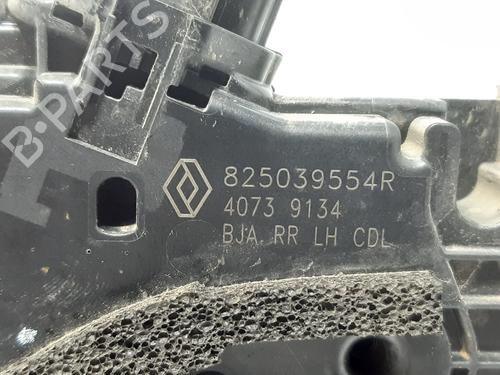 B-PARTS
825039554R
4073 9134
BJA RR LH CDL